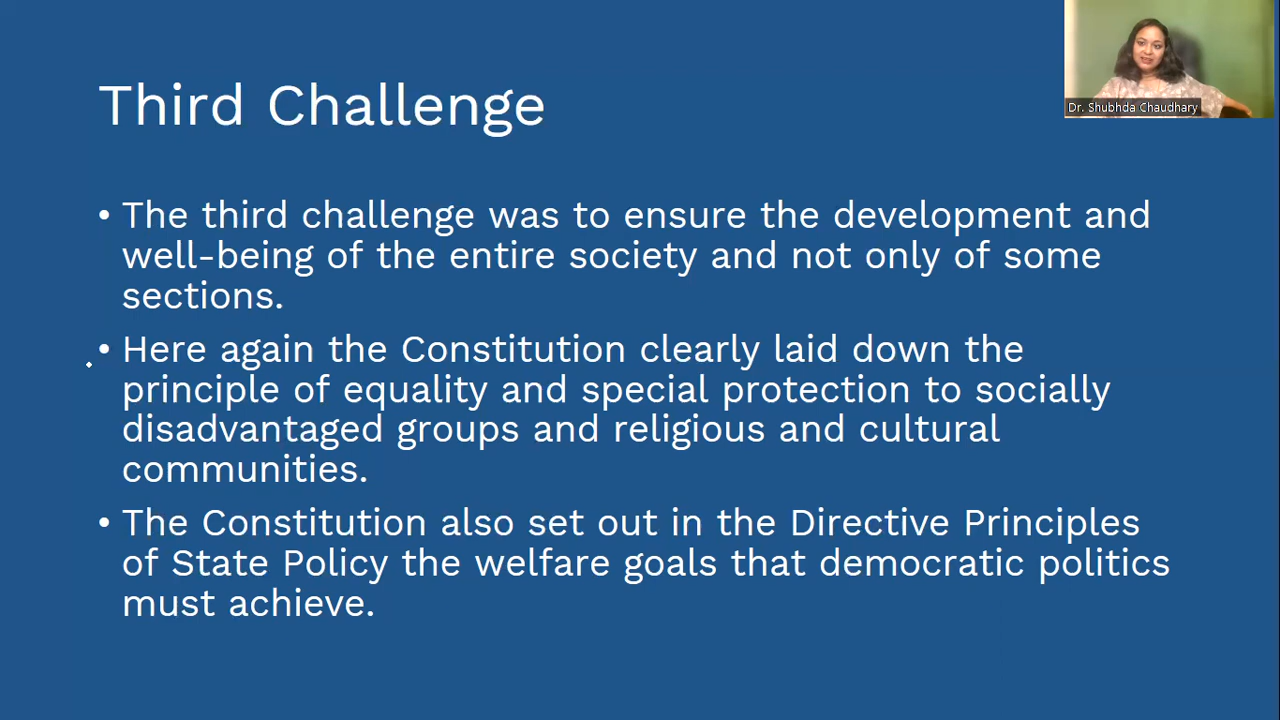 Third Challenge
Dr. Shubhda Chaudhary
• The third challenge was to ensure the development and
well-being of the entire society and not only of some
sections.
• Here again the Constitution clearly laid down the
principle of equality and special protection to socially
disadvantaged groups and religious and cultural
communities.
• The Constitution also set out in the Directive Principles
of State Policy the welfare goals that democratic politics
must achieve.